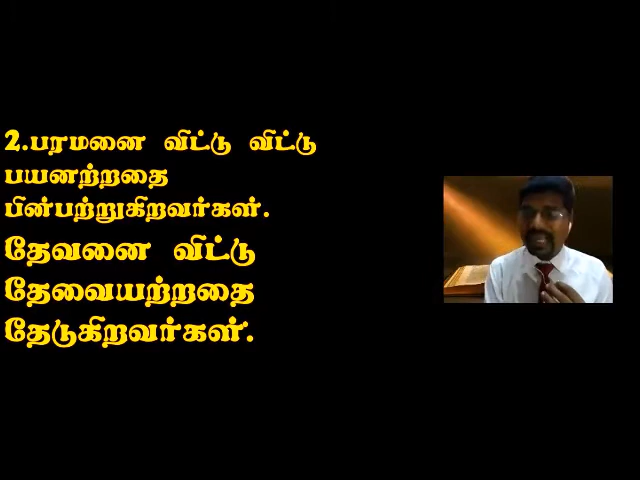 2.பரமனை விட்டு விட்டு
பயனற்றதை
பின்பற்றுகிறவர்கள்.
தேவனை விட்டு
தேவையற்றதை
தேடுகிறவர்கள்.